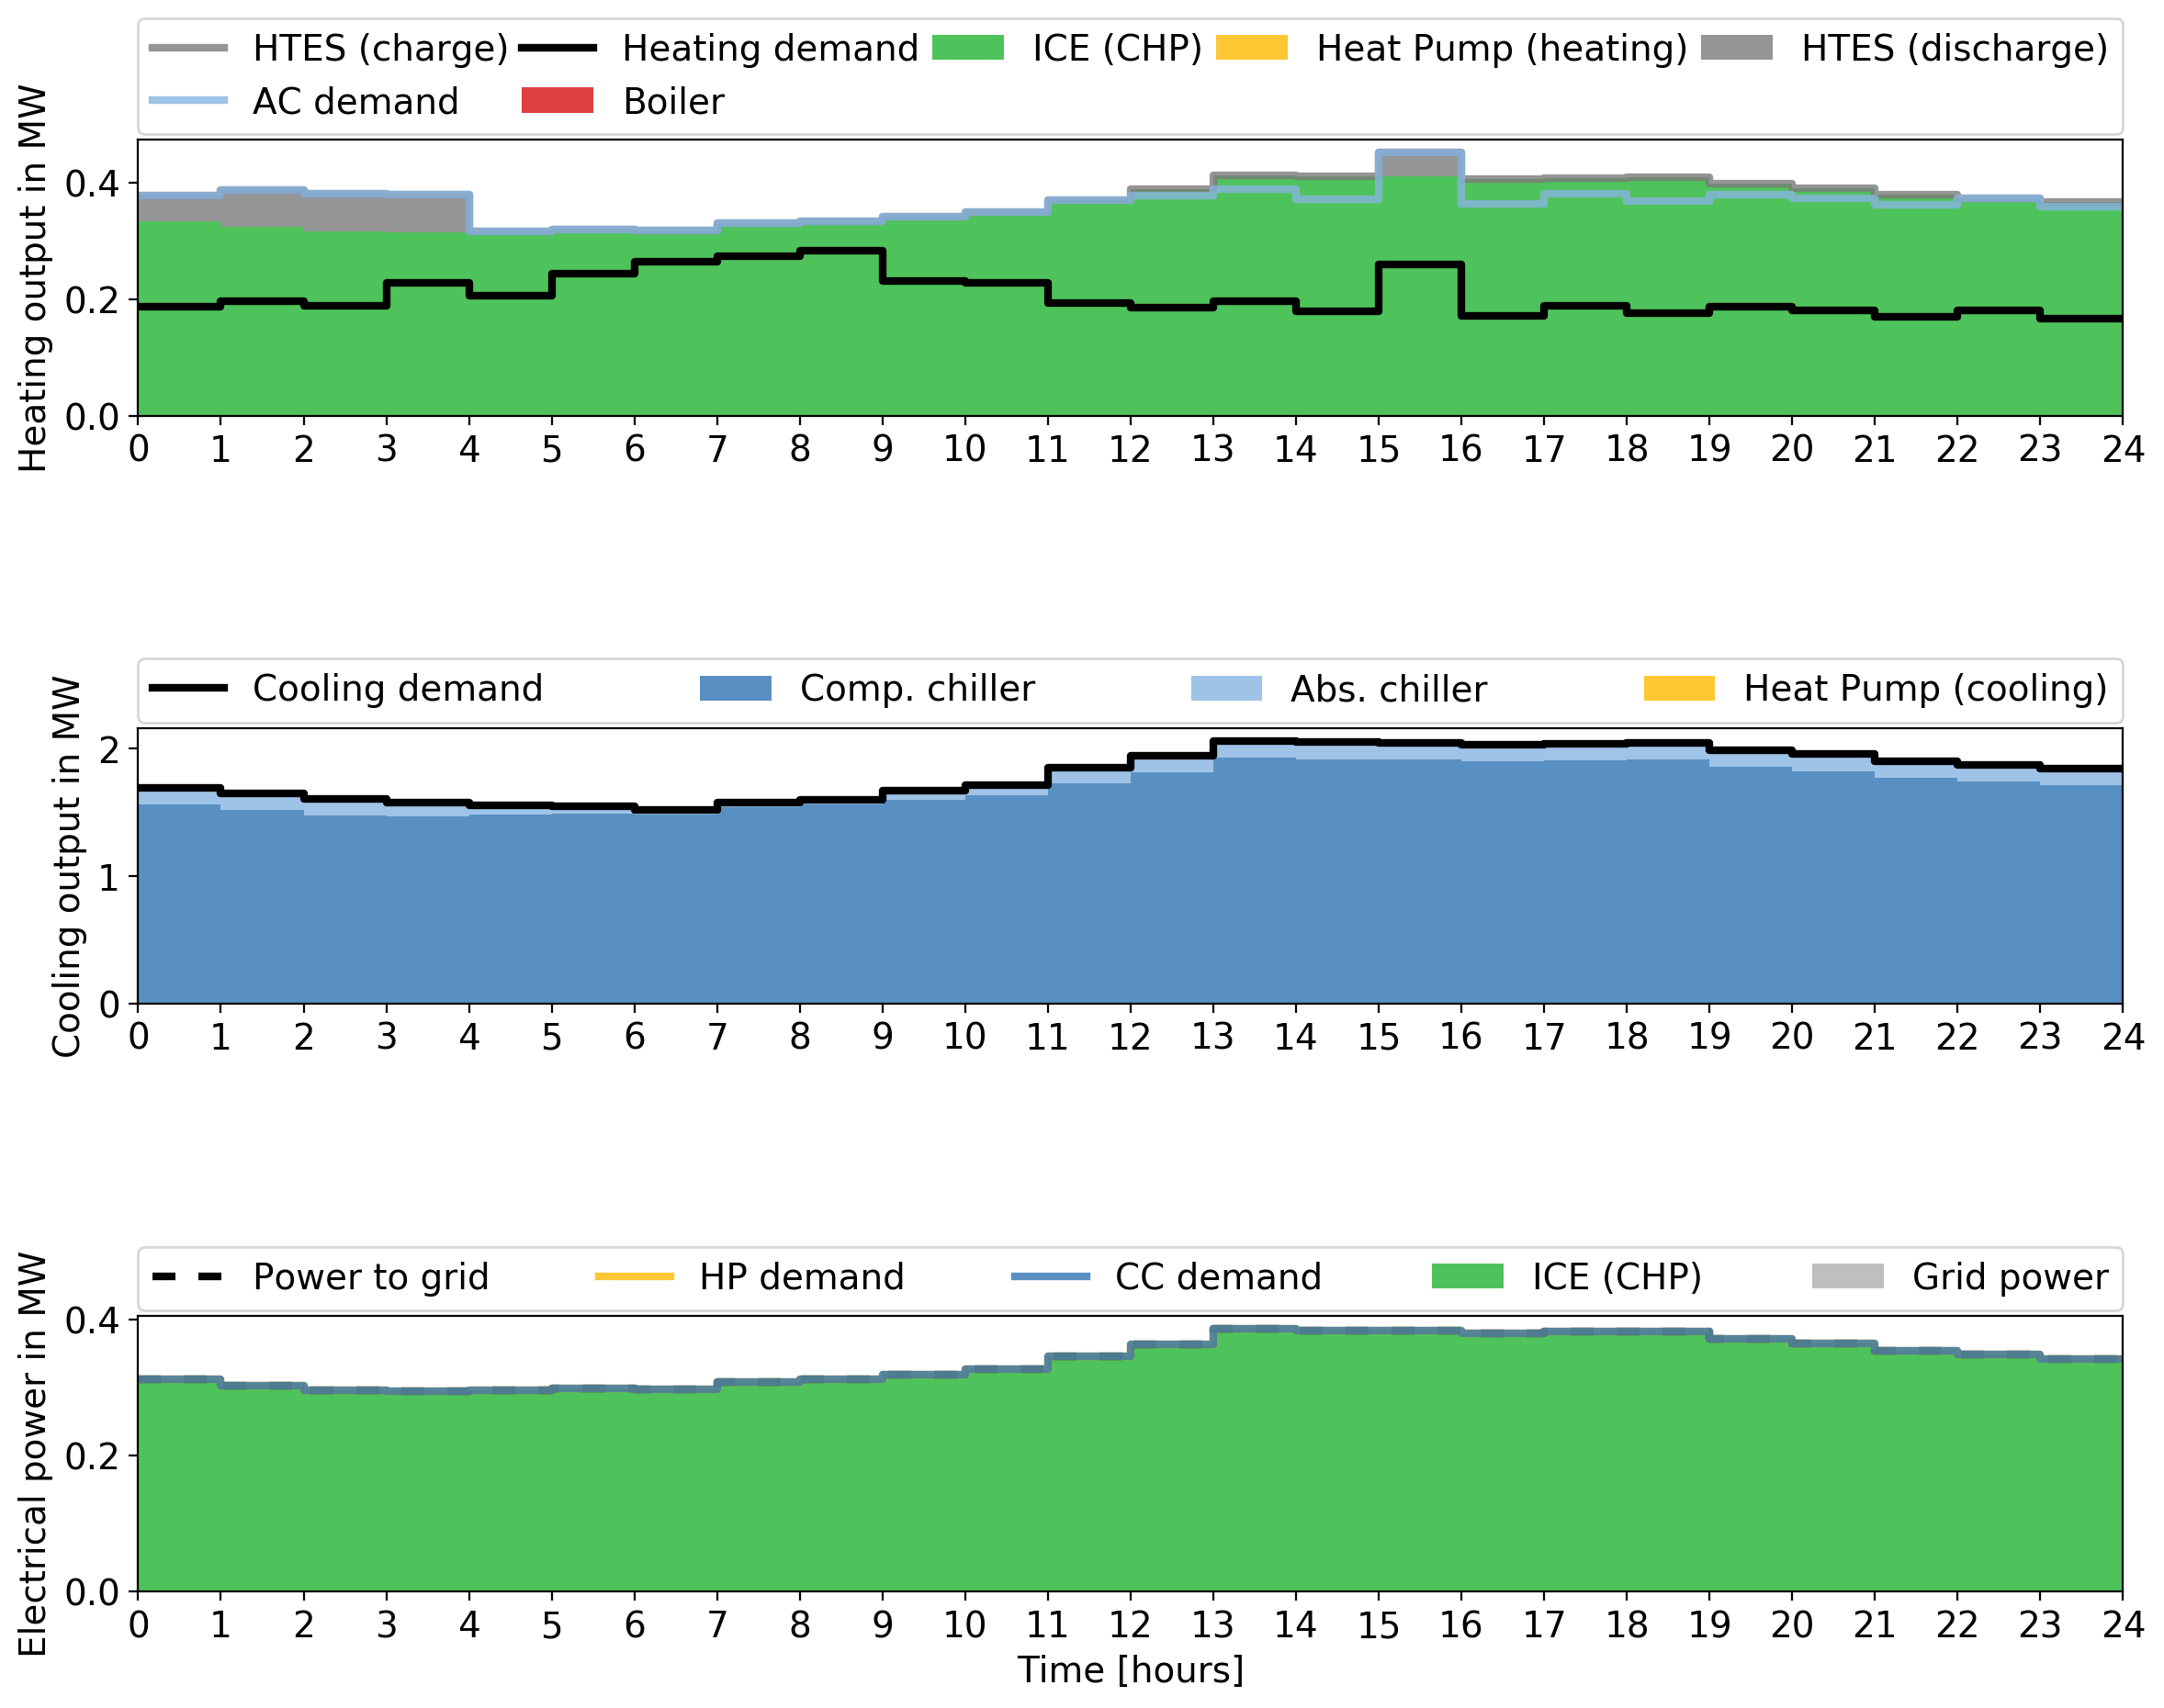 HTES (charge) Heating demand ICE (CHP) Heat Pump (heating) HTES (discharge)
AC demand Boiler
Heating output in MW
0.4
0.2
0.0
0 1 2 3 4 5 6 7 8 9 10 11 12 13 14 15 16 17 18 19 20 21 22 23 24
Cooling demand Comp. chiller Abs. chiller Heat Pump (cooling)
Cooling output in MW
2
1
0
0 1 2 3 4 5 6 7 8 9 10 11 12 13 14 15 16 17 18 19 20 21 22 23 24
Power to grid HP demand CC demand ICE (CHP) Grid power
Electrical power in MW
0.4
0.2
0.0
0 1 2 3 4 5 6 7 8 9 10 11 12 13 14 15 16 17 18 19 20 21 22 23 24
Time [hours]